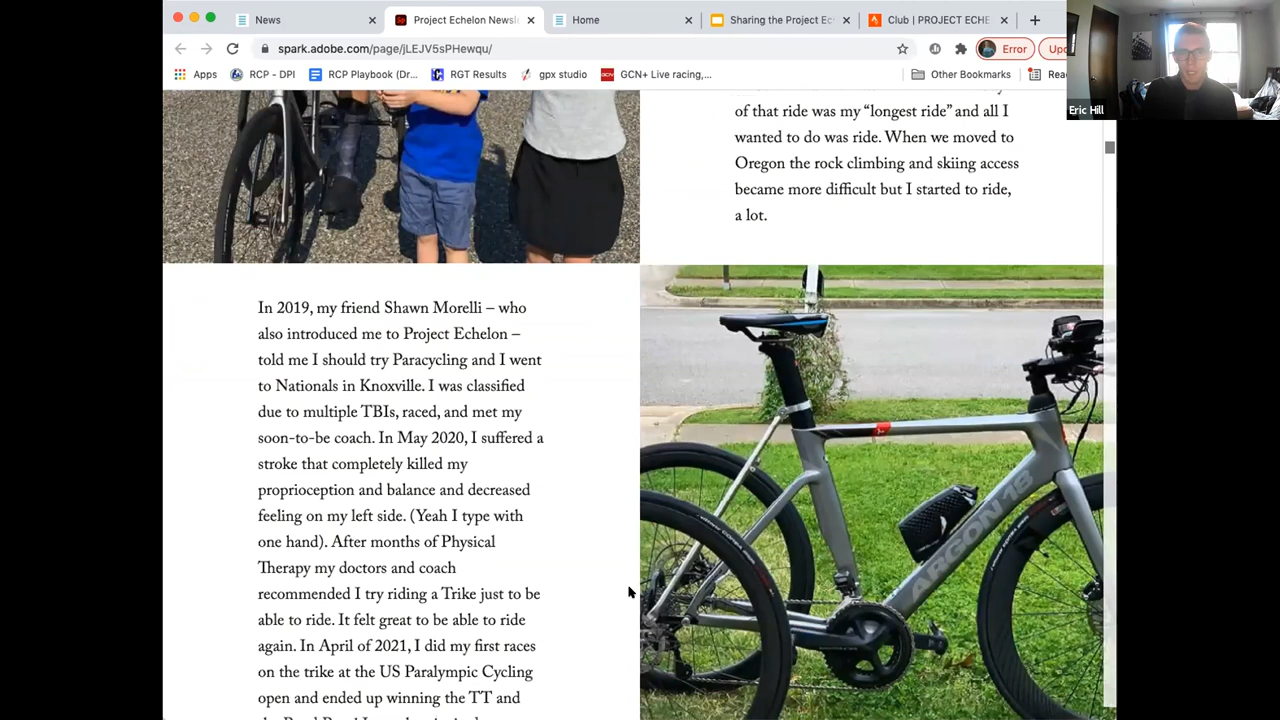 News
Project Echelon Newsl
Home
Sharing the Project Ec
Club | PROJECT ECHE
spark.adobe.com/page/jLEJV5sPHewqu/
Error
Apps
RCP - DPI
RCP Playbook (Dr...
RGT Results
gpx studio
GCN+ Live racing,...
Other Bookmarks
Eric Hill
of that ride was my “longest ride” and all I
wanted to do was ride. When we moved to
Oregon the rock climbing and skiing access
became more difficult but I started to ride,
a lot.
In 2019, my friend Shawn Morelli – who
also introduced me to Project Echelon –
told me I should try Paracycling and I went
to Nationals in Knoxville. I was classified
due to multiple TBIs, raced, and met my
soon-to-be coach. In May 2020, I suffered a
stroke that completely killed my
proprioception and balance and decreased
feeling on my left side. (Yeah I type with
one hand). After months of Physical
Therapy my doctors and coach
recommended I try riding a Trike just to be
able to ride. It felt great to be able to ride
again. In April of 2021, I did my first races
on the trike at the US Paralympic Cycling
open and ended up winning the TT and
ARGON 18